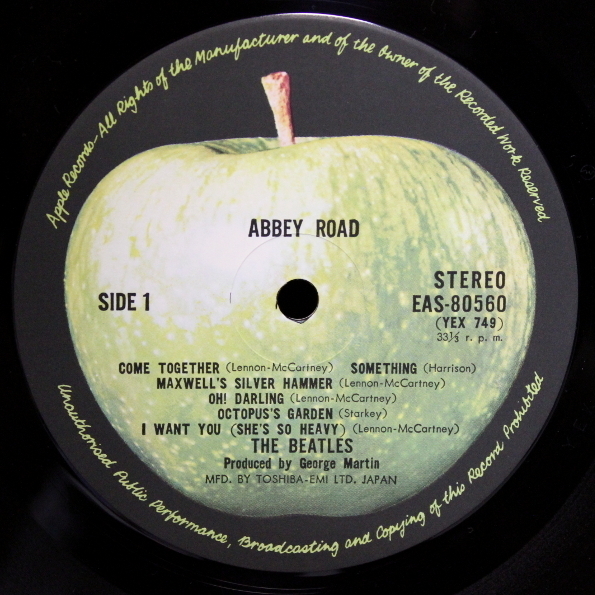 Apple Records-All Rights of the Manufacturer and of the Owner of the Recorded Work Reserved
ABBEY ROAD
SIDE 1
STEREO
EAS-80560
(YEX 749)
33⅓ r. p. m.
COME TOGETHER (Lennon-McCartney) SOMETHING (Harrison)
MAXWELL'S SILVER HAMMER (Lennon-McCartney)
OH! DARLING (Lennon-McCartney)
OCTOPUS'S GARDEN (Starkey)
I WANT YOU (SHE'S SO HEAVY) (Lennon-McCartney)
THE BEATLES
Produced by George Martin
MFD. BY TOSHIBA-EMI LTD. JAPAN
Unauthorised Public Performance, Broadcasting and Copying of this Record Prohibited